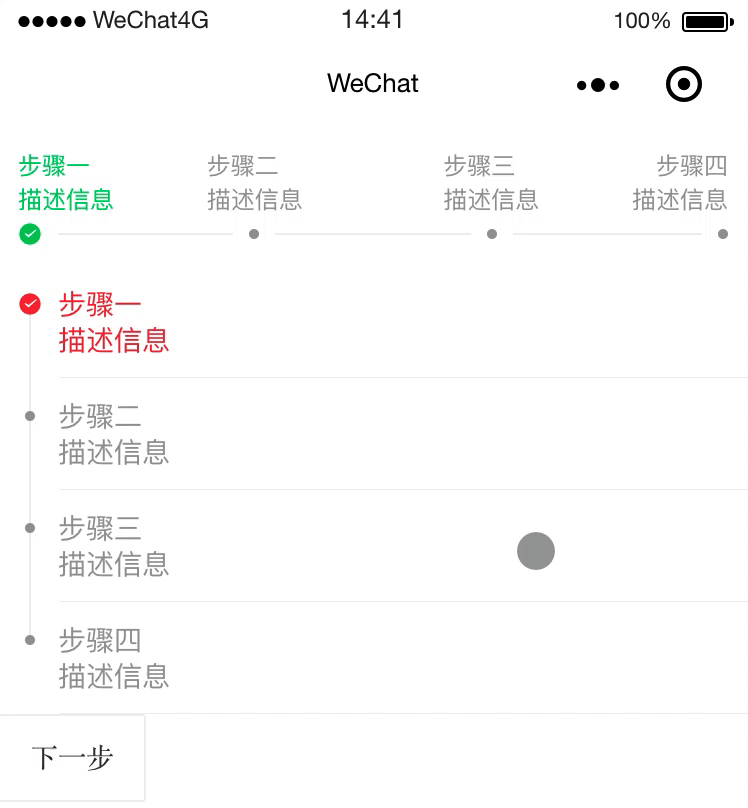 WeChat4G 14:41 100%
WeChat
步骤一 步骤二 步骤三 步骤四
描述信息 描述信息 描述信息 描述信息
步骤一
描述信息
步骤二
描述信息
步骤三
描述信息
步骤四
描述信息
下一步